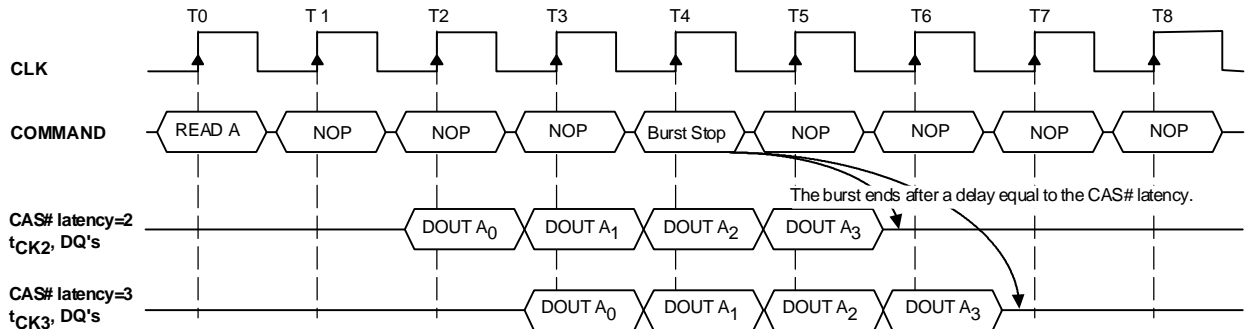 T0 T 1 T2 T3 T4 T5 T6 T7 T8
CLK
COMMAND READ A NOP NOP NOP Burst Stop NOP NOP NOP NOP
The burst ends after a delay equal to the CAS# latency.
CAS# latency=2
tCK2, DQ's DOUT A0 DOUT A1 DOUT A2 DOUT A3
CAS# latency=3
tCK3, DQ's DOUT A0 DOUT A1 DOUT A2 DOUT A3